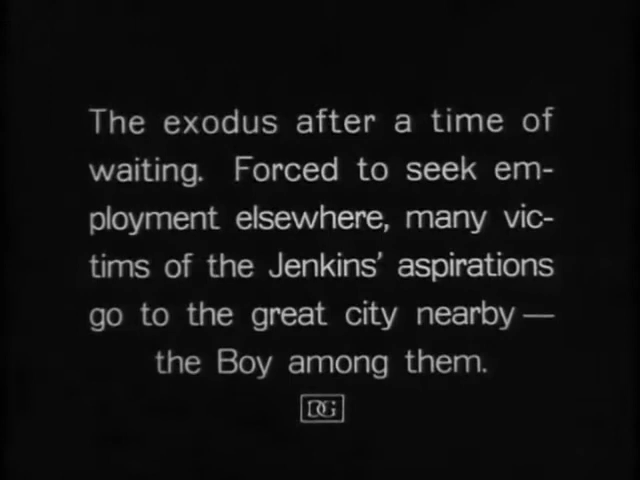 The exodus after a time of
waiting. Forced to seek em-
ployment elsewhere, many vic-
tims of the Jenkins' aspirations
go to the great city nearby —
the Boy among them.
DG